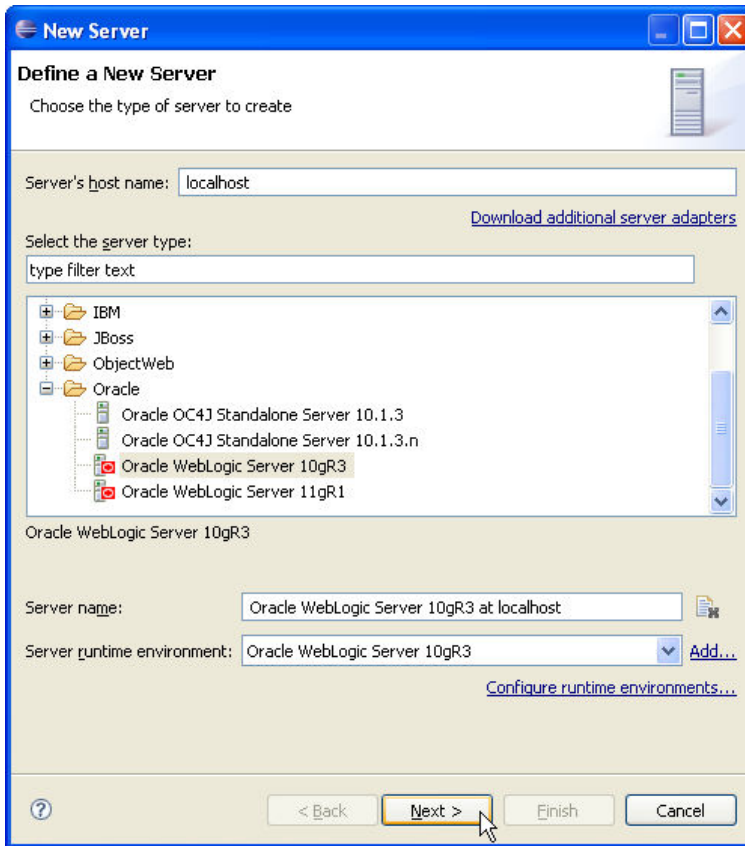 New Server
Define a New Server
Choose the type of server to create
Server's host name: localhost
Download additional server adapters
Select the server type:
type filter text
IBM
JBoss
ObjectWeb
Oracle
Oracle OC4J Standalone Server 10.1.3
Oracle OC4J Standalone Server 10.1.3.n
Oracle WebLogic Server 10gR3
Oracle WebLogic Server 11gR1
Oracle WebLogic Server 10gR3
Server name: Oracle WebLogic Server 10gR3 at localhost
Server runtime environment: Oracle WebLogic Server 10gR3 Add...
Configure runtime environments...
? < Back Next > Finish Cancel